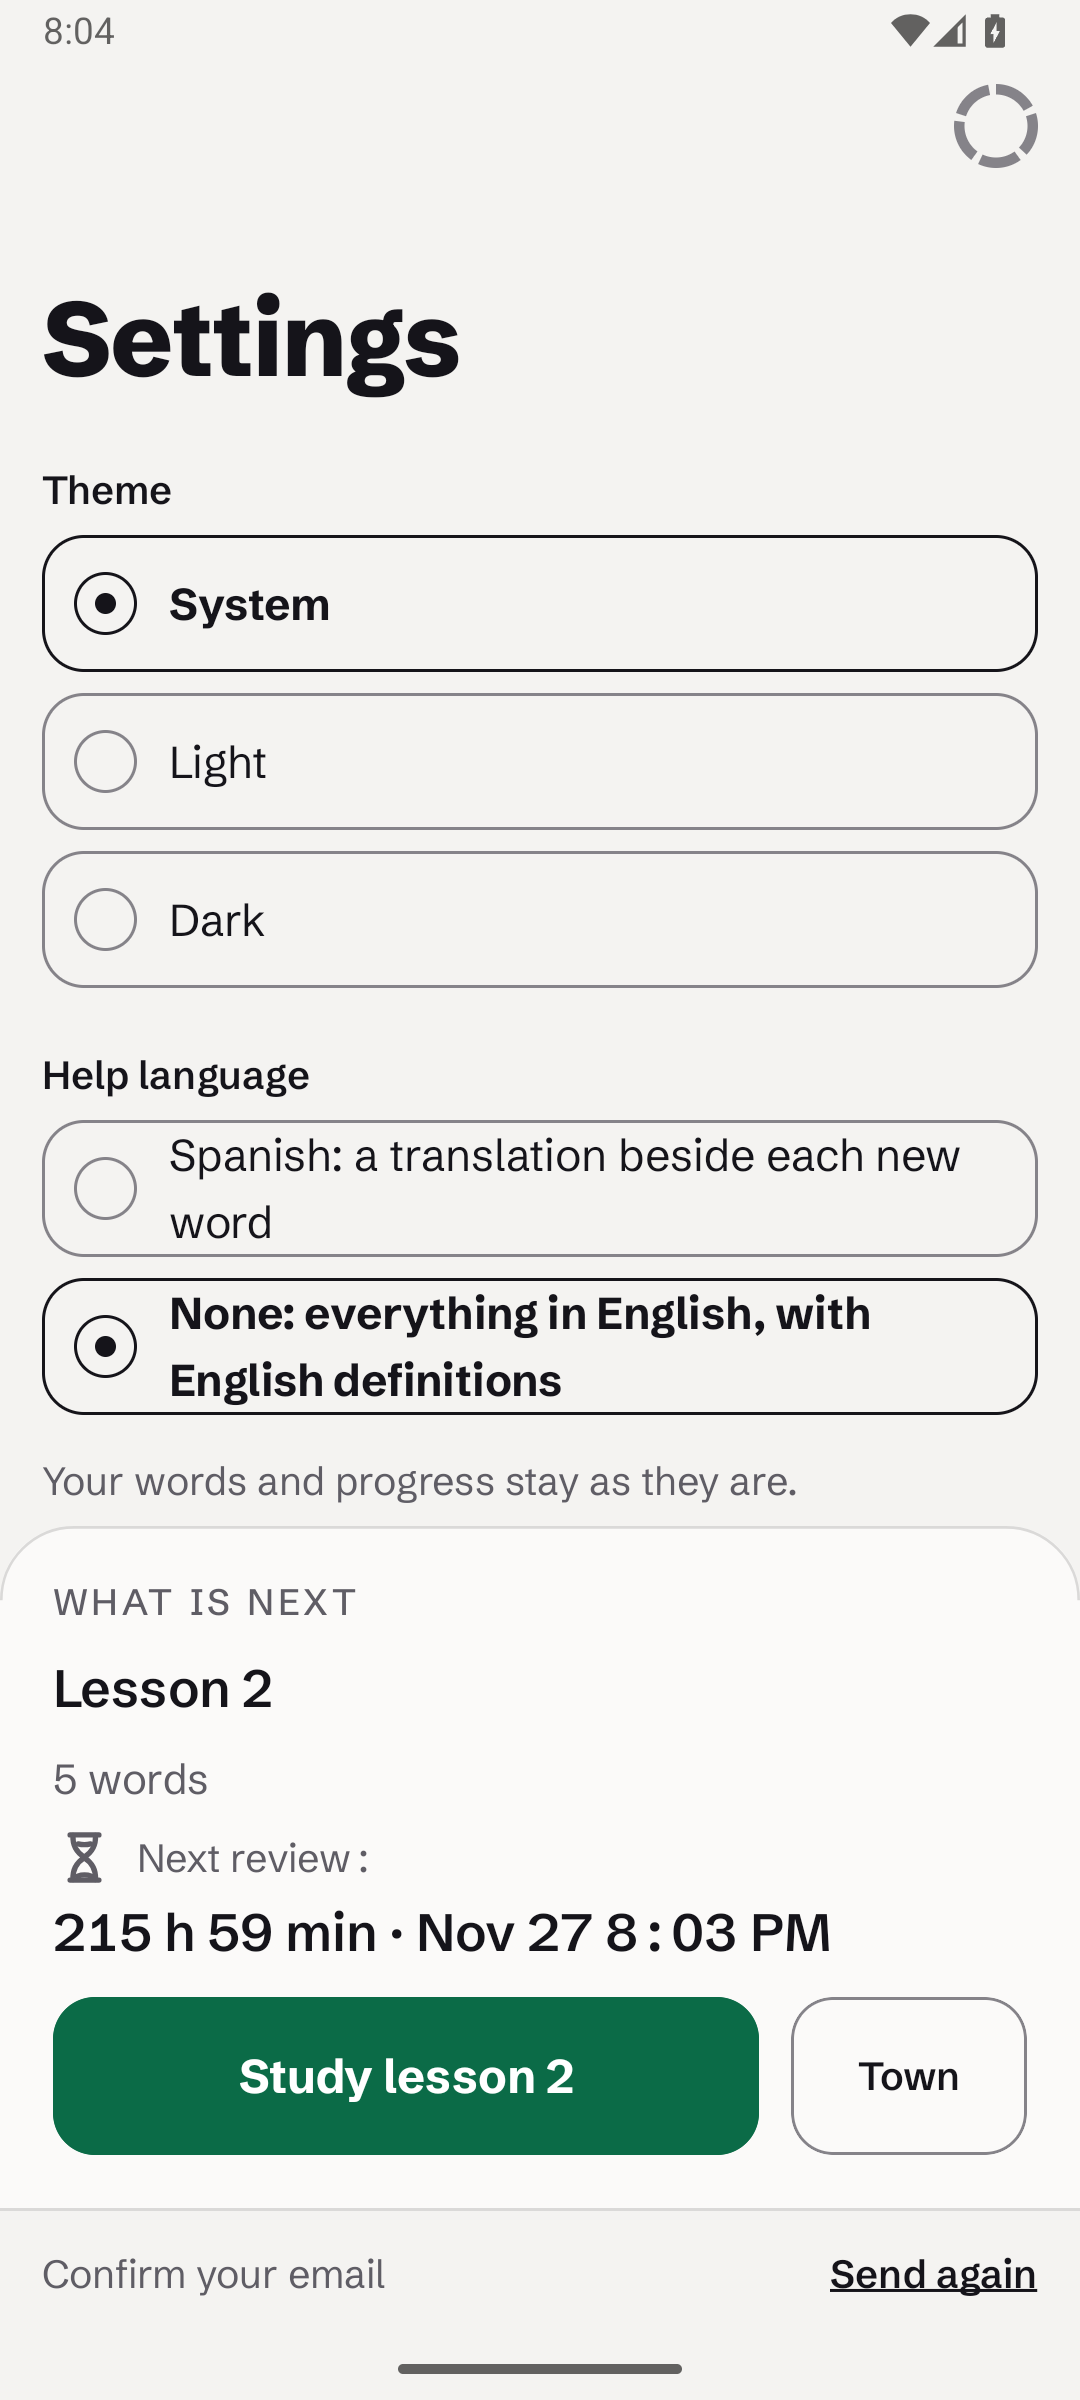 8:04
Settings
Theme
System
Light
Dark
Help language
Spanish: a translation beside each new
word
None: everything in English, with
English definitions
Your words and progress stay as they are.
WHAT IS NEXT
Lesson 2
5 words
Next review:
215 h 59 min · Nov 27 8:03 PM
Study lesson 2
Town
Confirm your email
Send again